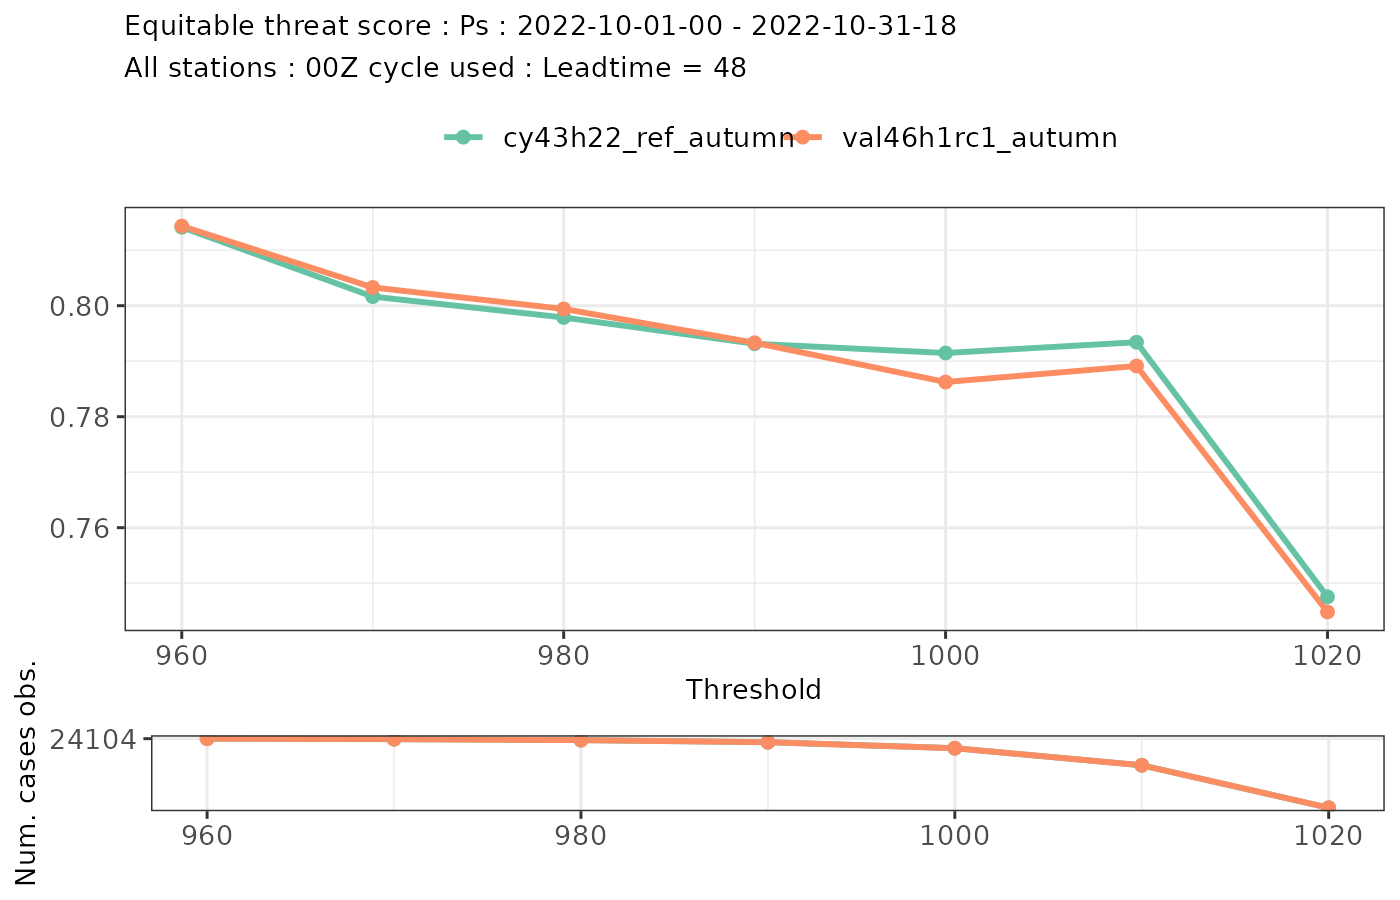 Equitable threat score : Ps : 2022-10-01-00 - 2022-10-31-18
All stations : 00Z cycle used : Leadtime = 48
cy43h22_ref_autumn val46h1rc1_autumn
0.80
0.78
0.76
960 980 1000 1020
Threshold
Num. cases obs.
24104
960 980 1000 1020